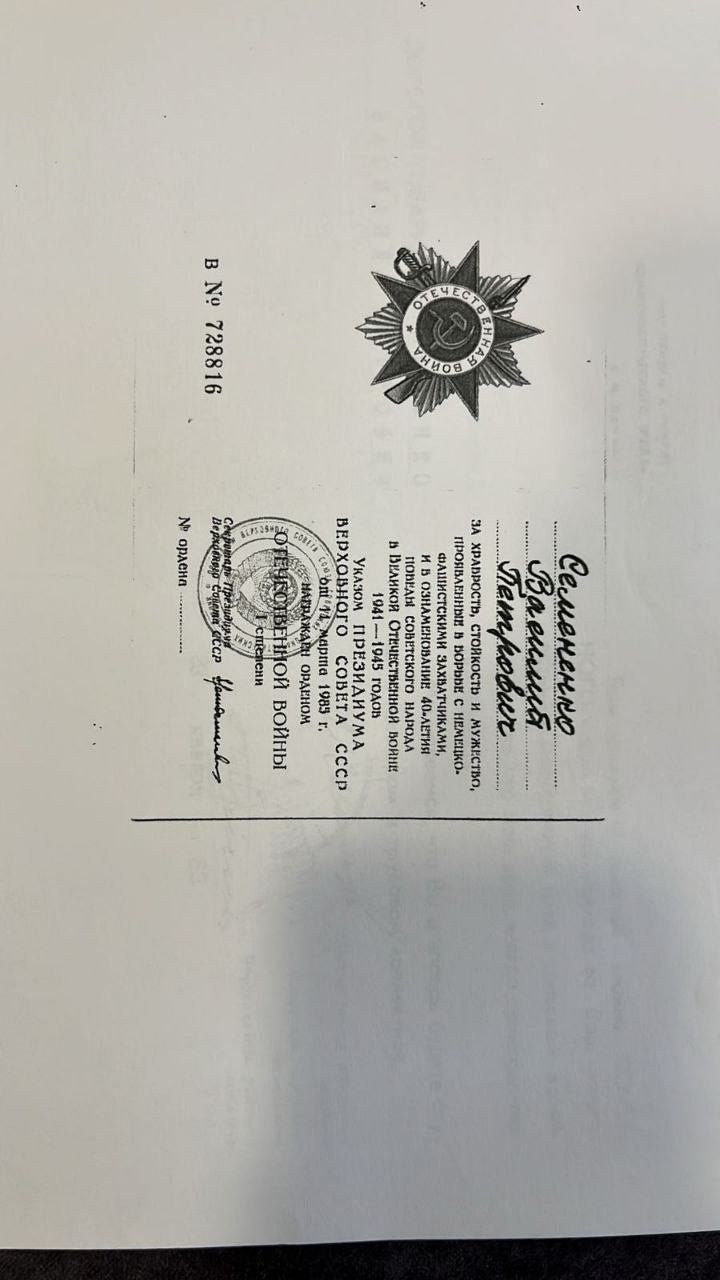 ОТЕЧЕСТВЕННАЯ ВОЙНА
В № 728816
Семененко
Василий
Петрович
ЗА ХРАБРОСТЬ, СТОЙКОСТЬ И МУЖЕСТВО,
ПРОЯВЛЕННЫЕ В БОРЬБЕ С НЕМЕЦКО-
ФАШИСТСКИМИ ЗАХВАТЧИКАМИ,
И В ОЗНАМЕНОВАНИЕ 40-ЛЕТИЯ
ПОБЕДЫ СОВЕТСКОГО НАРОДА
В ВЕЛИКОЙ ОТЕЧЕСТВЕННОЙ ВОЙНЕ
1941—1945 ГОДОВ
УКАЗОМ ПРЕЗИДИУМА
ВЕРХОВНОГО СОВЕТА СССР
от 11 марта 1985 г.
НАГРАЖДЕН ОРДЕНОМ
ОТЕЧЕСТВЕННОЙ ВОЙНЫ
I степени
Секретарь Президиума
Верховного Совета СССР
№ ордена